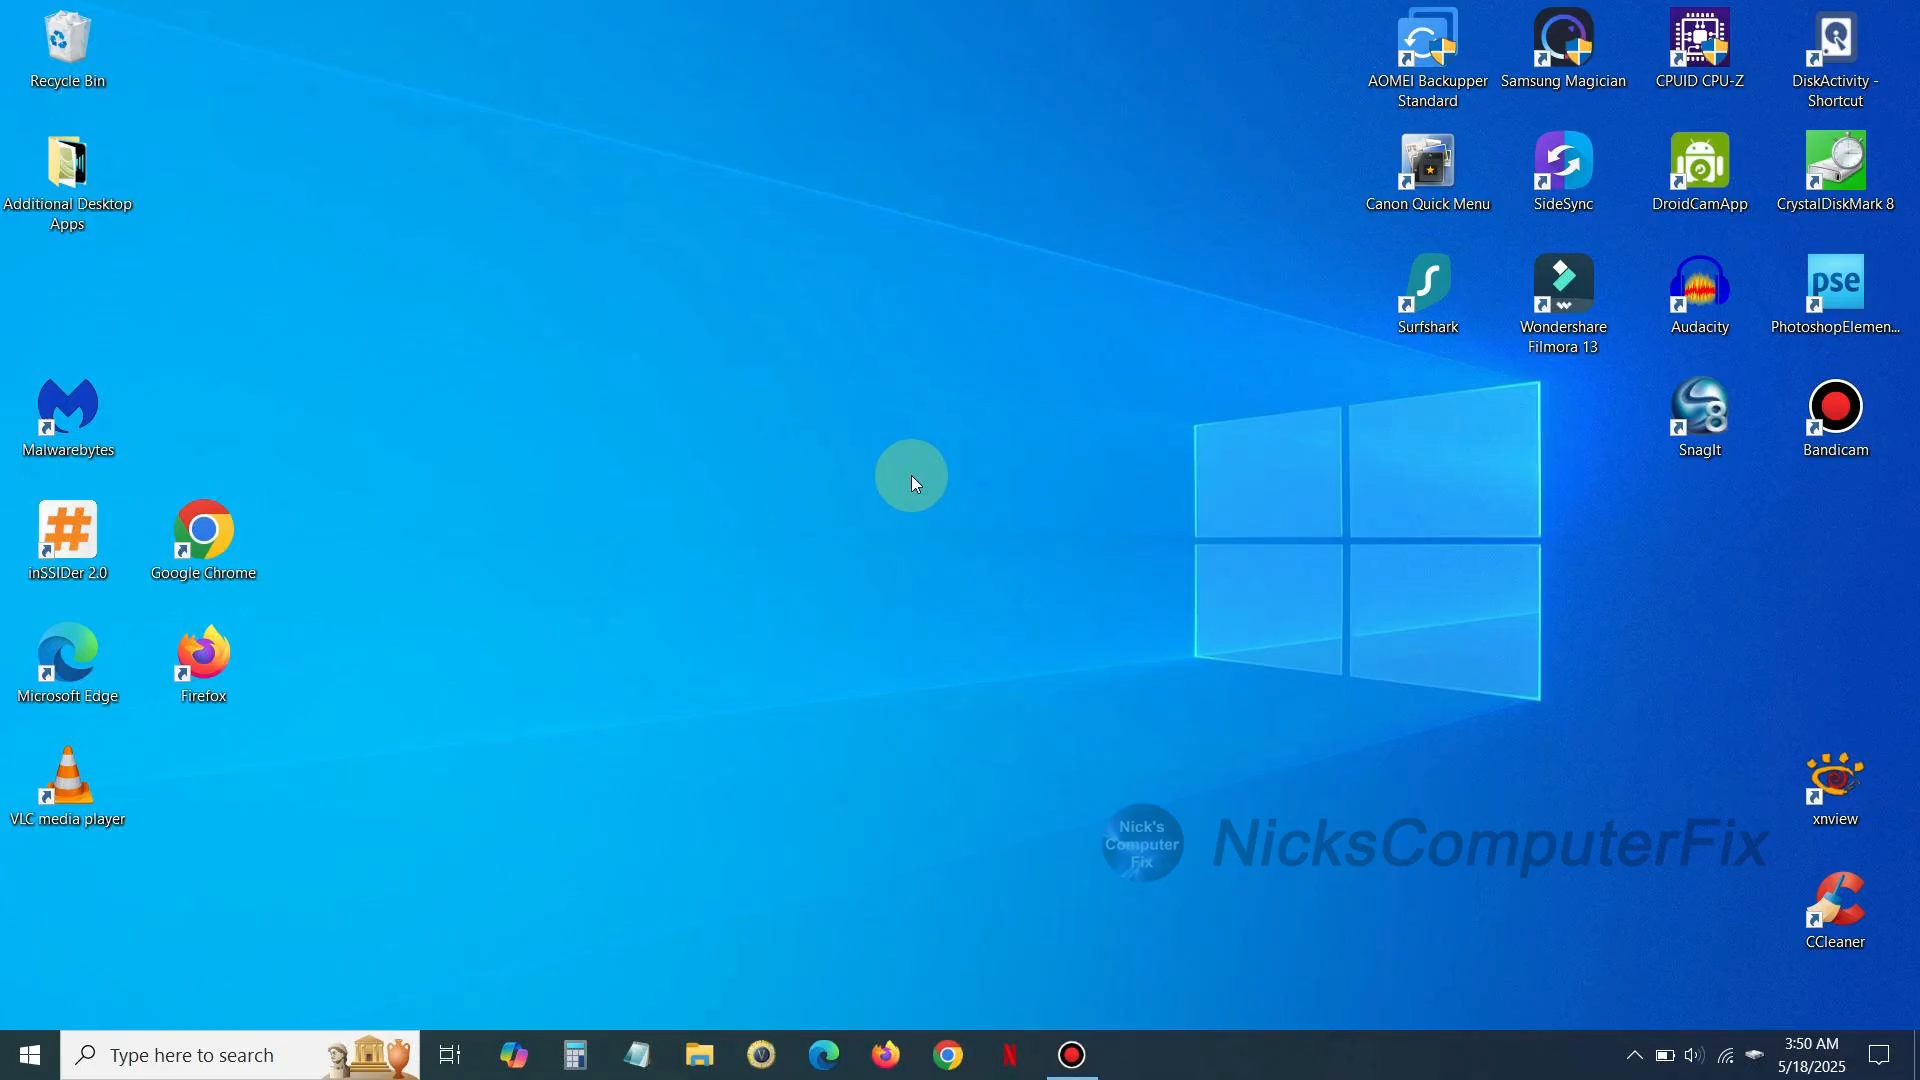 Recycle Bin
AOMEI Backupper
Standard
Samsung Magician
CPUID CPU-Z
DiskActivity -
Shortcut
Additional Desktop
Apps
Canon Quick Menu
SideSync
DroidCamApp
CrystalDiskMark 8
Surfshark
Wondershare
Filmora 13
Audacity
pse
PhotoshopElemen...
Malwarebytes
8
SnagIt
Bandicam
inSSIDer 2.0
Google Chrome
Microsoft Edge
Firefox
VLC media player
xnview
Nick's
Computer
Fix
NicksComputerFix
CCleaner
Type here to search
V
N
3:50 AM
5/18/2025